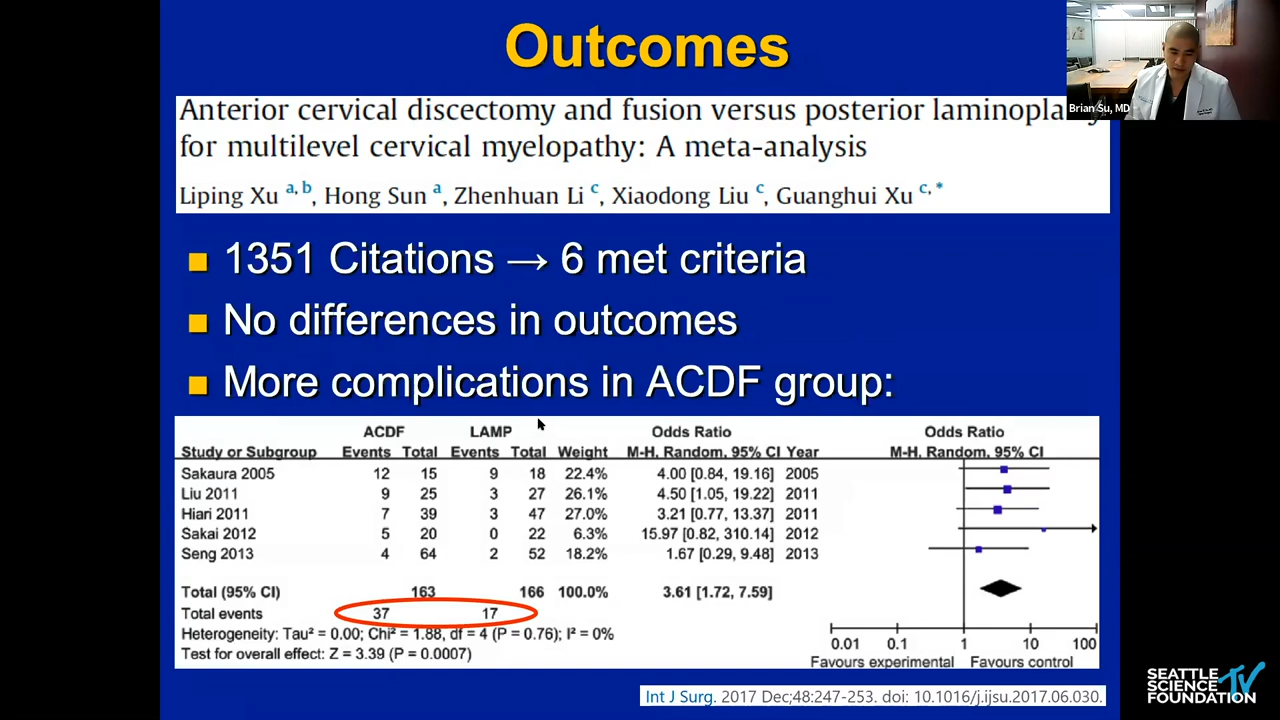 Outcomes
Brian Su, MD
Anterior cervical discectomy and fusion versus posterior
for multilevel cervical myelopathy: A meta-analysis
Liping Xu a, b, Hong Sun a, Zhenhuan Li c, Xiaodong Liu c, Guanghui Xu c, *
■ 1351 Citations → 6 met criteria
■ No differences in outcomes
■ More complications in ACDF group:
ACDF LAMP Odds Ratio Odds Ratio
Study or Subgroup Events Total Events Total Weight M-H, Random, 95% CI Year M-H, Random, 95% CI
Sakaura 2005 12 15 9 18 22.4% 4.00 [0.84, 19.16] 2005
Liu 2011 9 25 3 27 26.1% 4.50 [1.05, 19.22] 2011
Hiari 2011 7 39 3 47 27.0% 3.21 [0.77, 13.37] 2011
Sakai 2012 5 20 0 22 6.3% 15.97 [0.82, 310.14] 2012
Seng 2013 4 64 2 52 18.2% 1.67 [0.29, 9.48] 2013
Total (95% CI) 163 166 100.0% 3.61 [1.72, 7.59]
Total events 37 17
Heterogeneity: Tau² = 0.00; Chi² = 1.88, df = 4 (P = 0.76); I² = 0%
Test for overall effect: Z = 3.39 (P = 0.0007)
0.01 0.1 1 10 100
Favours experimental Favours control
Int J Surg. 2017 Dec;48:247-253. doi: 10.1016/j.ijsu.2017.06.030.
SEATTLE
SCIENCE
FOUNDATION
TV